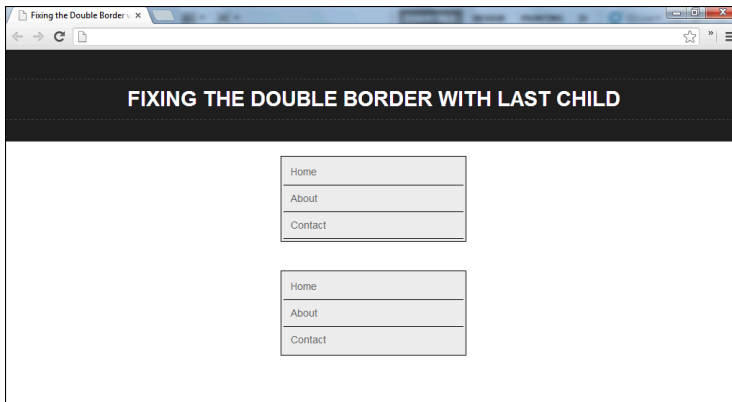 Fixing the Double Border
FIXING THE DOUBLE BORDER WITH LAST CHILD
Home
About
Contact
Home
About
Contact